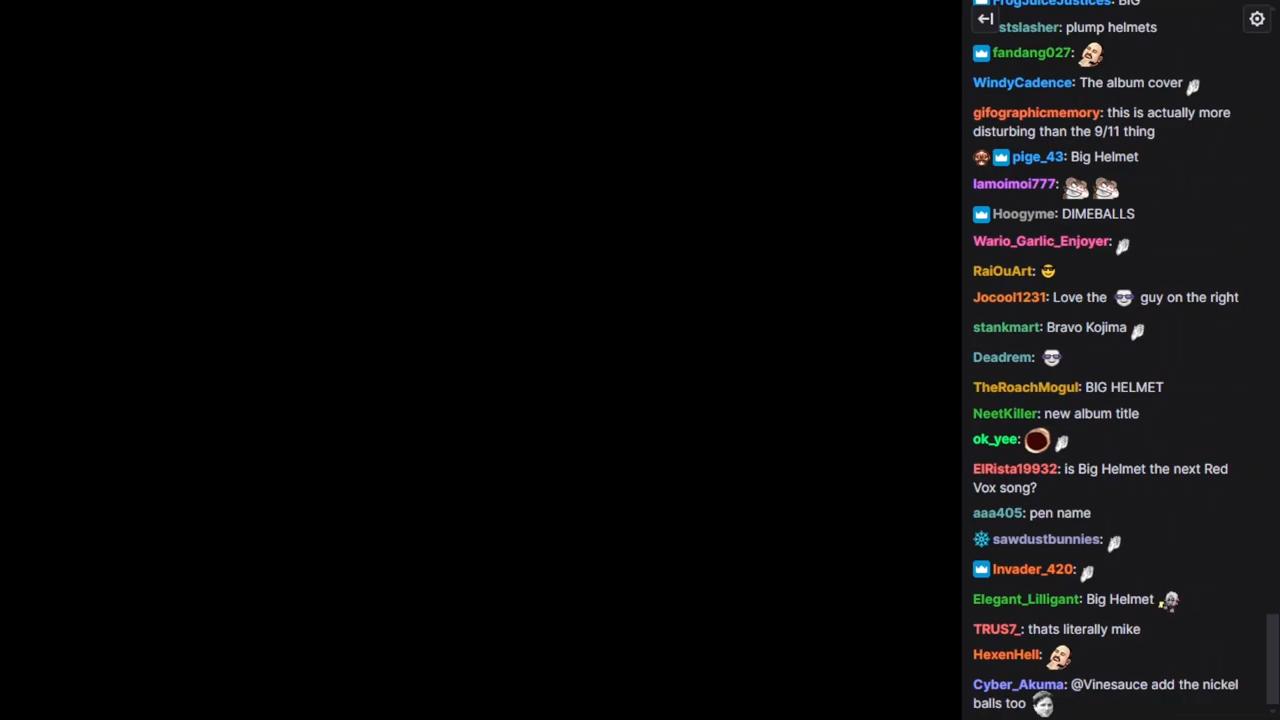 FrogJuiceJustices: BIG
stslasher: plump helmets
fandang027:
WindyCadence: The album cover
gifographicmemory: this is actually more
disturbing than the 9/11 thing
pige_43: Big Helmet
lamoimoi777:
Hoogyme: DIMEBALLS
Wario_Garlic_Enjoyer:
RaiOuArt: 😎
Jocool1231: Love the guy on the right
stankmart: Bravo Kojima
Deadrem:
TheRoachMogul: BIG HELMET
NeetKiller: new album title
ok_yee:
ElRista19932: is Big Helmet the next Red
Vox song?
aaa405: pen name
sawdustbunnies:
Invader_420:
Elegant_Lilligant: Big Helmet
TRUS7_: thats literally mike
HexenHell:
Cyber_Akuma: @Vinesauce add the nickel
balls too